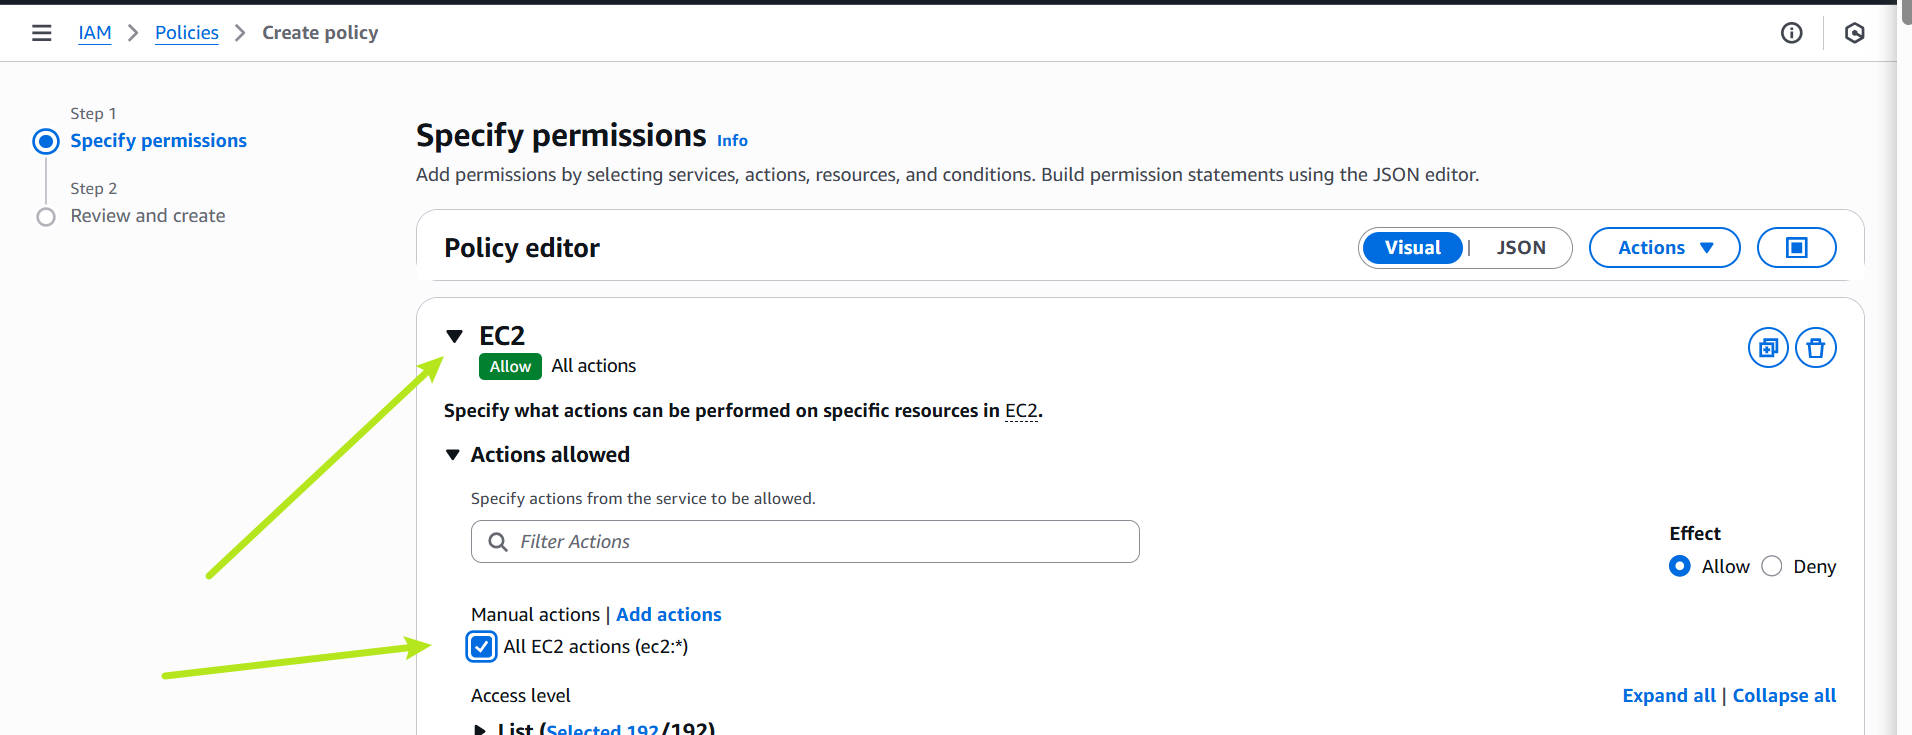 IAM > Policies > Create policy
Step 1
Specify permissions
Step 2
Review and create
Specify permissions Info
Add permissions by selecting services, actions, resources, and conditions. Build permission statements using the JSON editor.
Policy editor
Visual | JSON
Actions
EC2
Allow All actions
Specify what actions can be performed on specific resources in EC2.
Actions allowed
Specify actions from the service to be allowed.
Filter Actions
Effect
Allow Deny
Manual actions | Add actions
All EC2 actions (ec2:*)
Access level
Expand all | Collapse all
List (Selected 192/192)